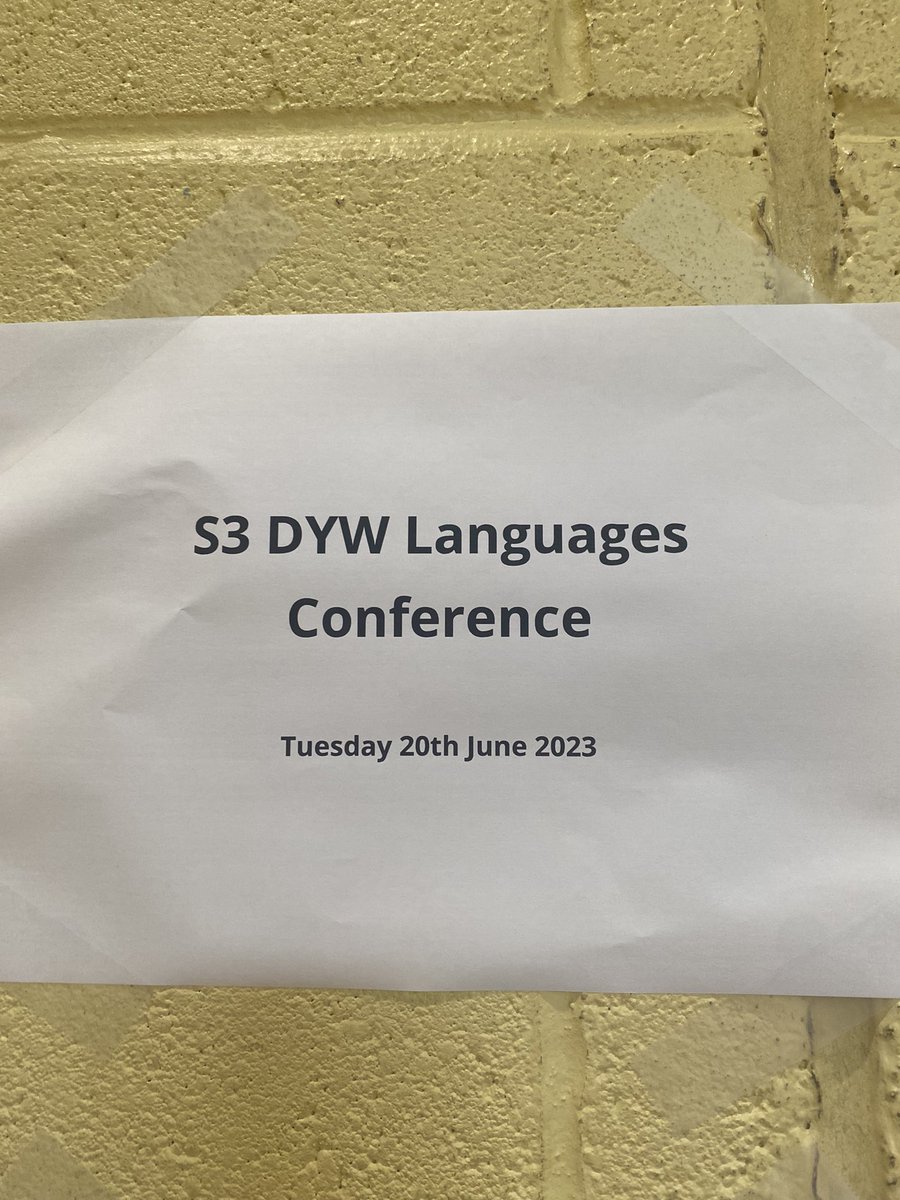 S3 DYW Languages
Conference
Tuesday 20th June 2023